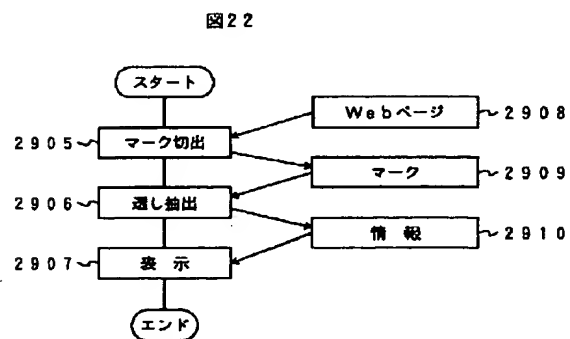 図22
スタート
Webページ 2908
2905 マーク切出
マーク 2909
2906 透し抽出
情 報 2910
2907 表 示
エンド